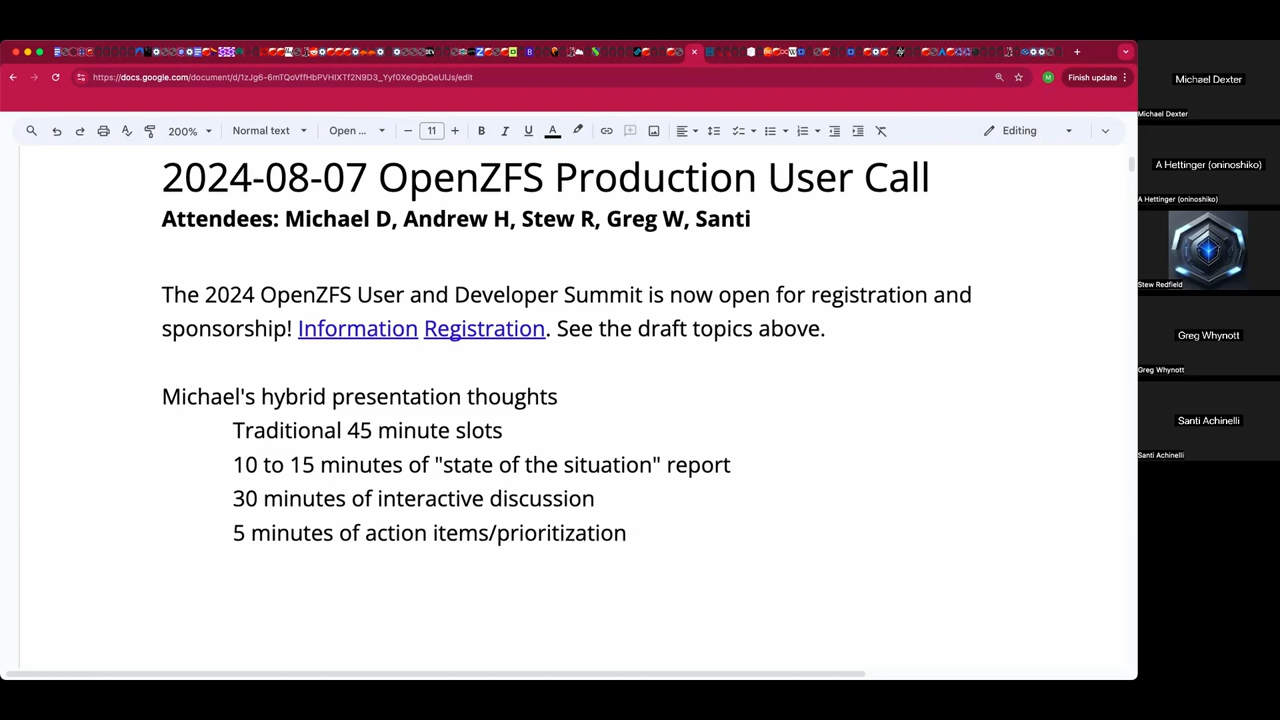 https://docs.google.com/document/d/1zJg6-6mTQoVffHbPVHIXTf2N9D3_Yyf0XeOgbQeUIJs/edit
Finish update
200%
Normal text
Open ...
11
Editing
2024-08-07 OpenZFS Production User Call
Attendees: Michael D, Andrew H, Stew R, Greg W, Santi
The 2024 OpenZFS User and Developer Summit is now open for registration and
sponsorship! Information Registration. See the draft topics above.
Michael's hybrid presentation thoughts
Traditional 45 minute slots
10 to 15 minutes of "state of the situation" report
30 minutes of interactive discussion
5 minutes of action items/prioritization
Michael Dexter
Michael Dexter
A Hettinger (oninoshiko)
A Hettinger (oninoshiko)
Stew Redfield
Greg Whynott
Greg Whynott
Santi Achinelli
Santi Achinelli